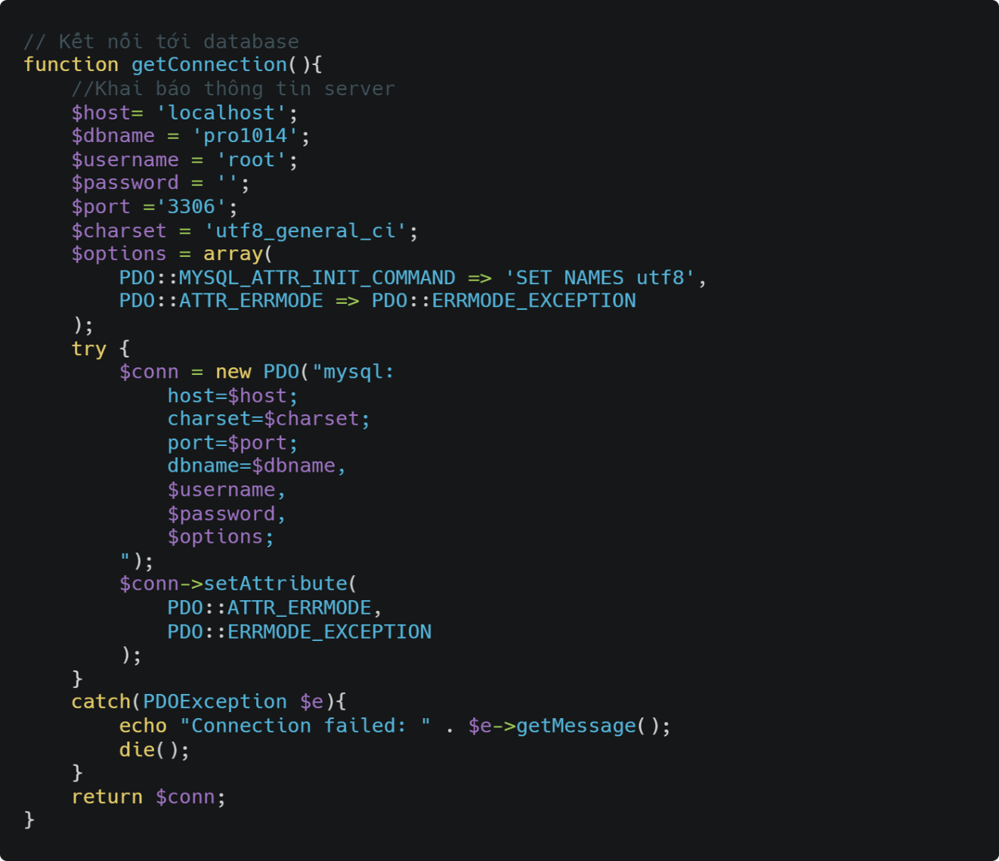 // Kết nối tới database
function getConnection(){
    //Khai báo thông tin server
    $host= 'localhost';
    $dbname = 'pro1014';
    $username = 'root';
    $password = '';
    $port ='3306';
    $charset = 'utf8_general_ci';
    $options = array(
        PDO::MYSQL_ATTR_INIT_COMMAND => 'SET NAMES utf8',
        PDO::ATTR_ERRMODE => PDO::ERRMODE_EXCEPTION
    );
    try {
        $conn = new PDO("mysql:
            host=$host;
            charset=$charset;
            port=$port;
            dbname=$dbname,
            $username,
            $password,
            $options;
        ");
        $conn->setAttribute(
            PDO::ATTR_ERRMODE,
            PDO::ERRMODE_EXCEPTION
        );
    }
    catch(PDOException $e){
        echo "Connection failed: " . $e->getMessage();
        die();
    }
    return $conn;
}